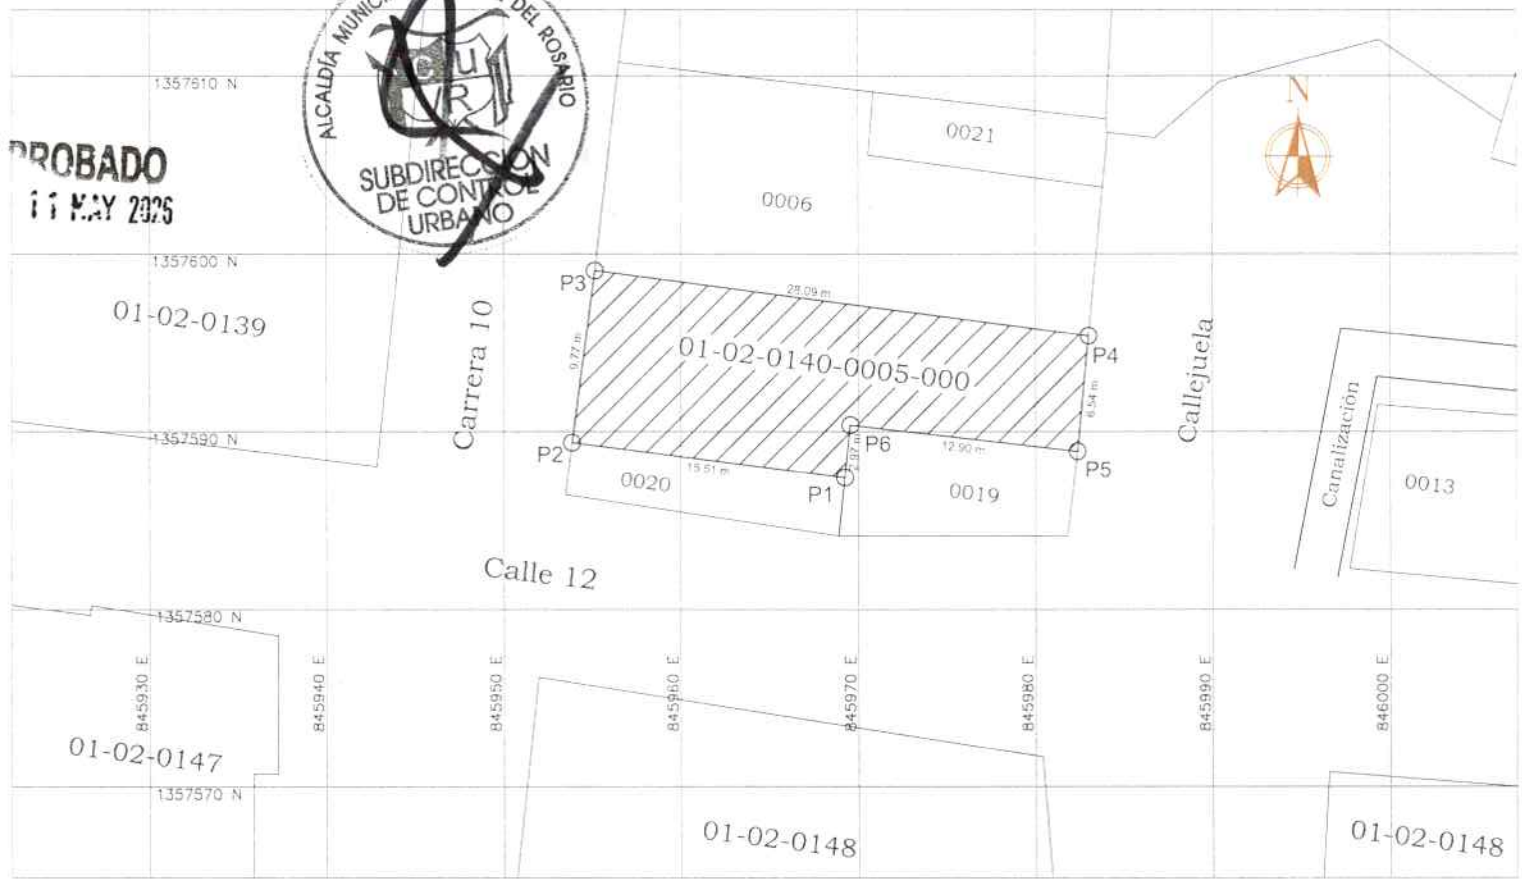 ALCALDÍA MUNIC
DEL ROSARIO
C U
V R
SUBDIRECCIÓN
DE CONTROL
URBANO
PROBADO
11 MAY 2026
1357610 N
1357600 N
1357590 N
1357580 N
1357570 N
N
0021
0006
01-02-0139
Carrera 10
P3
28.09 m
P4
9.77 m
01-02-0140-0005-000
6.54 m
Callejuela
Canalización
P2
15.51 m
2.97 m
P6
12.90 m
P5
P1
0020
0019
0013
Calle 12
845930 E
845940 E
845950 E
845960 E
845970 E
845980 E
845990 E
846000 E
01-02-0147
01-02-0148
01-02-0148